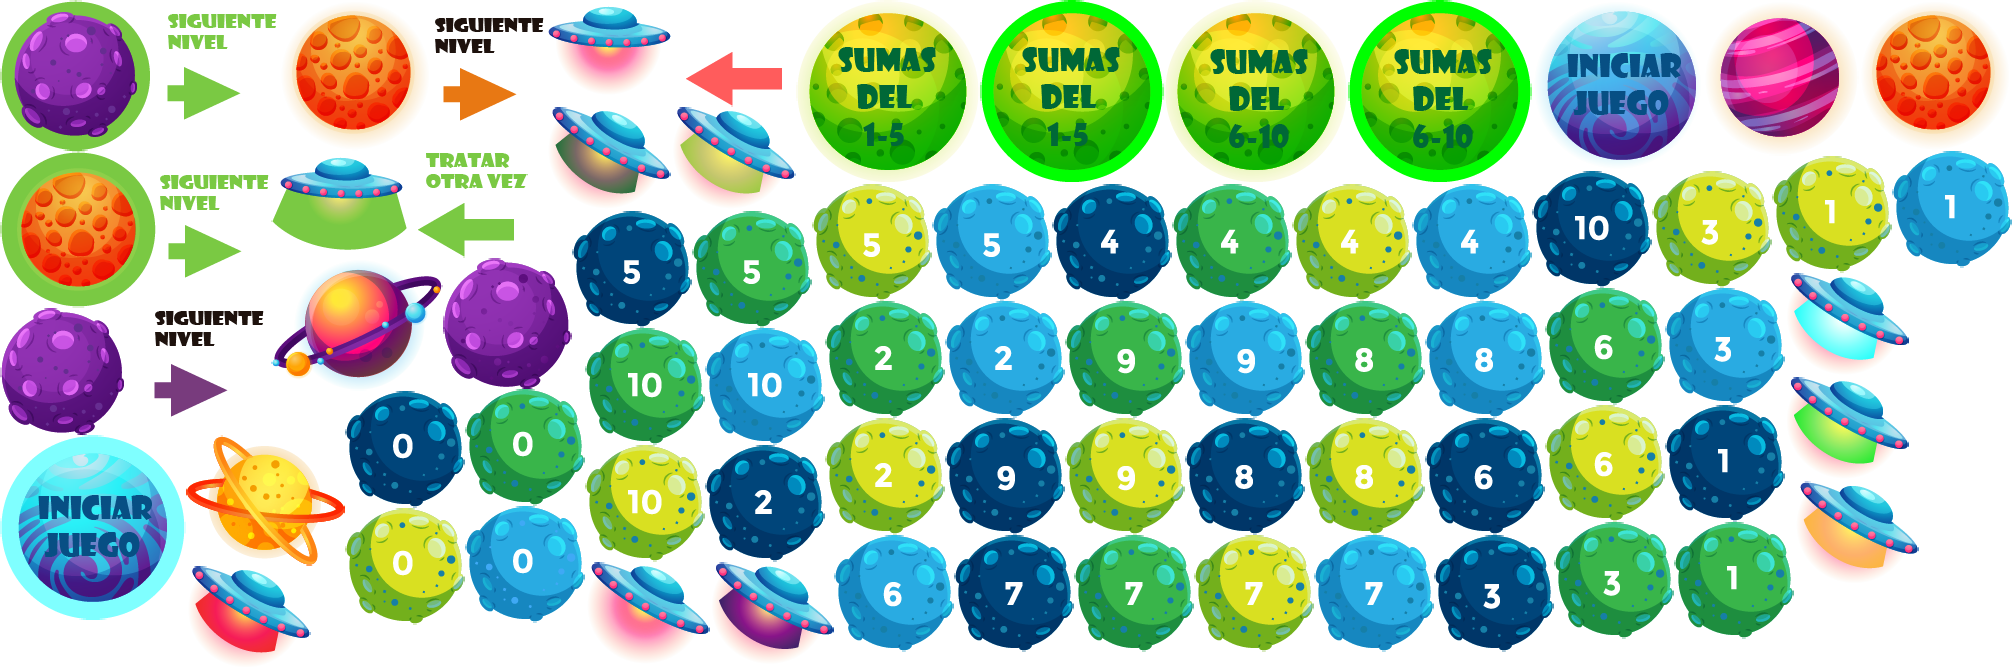 SIGUIENTE
NIVEL
SIGUIENTE
NIVEL
SUMAS
DEL
1-5
SUMAS
DEL
1-5
SUMAS
DEL
6-10
SUMAS
DEL
6-10
INICIAR
JUEGO
SIGUIENTE
NIVEL
TRATAR
OTRA VEZ
5
5
5
5
4
4
4
4
10
3
1
1
SIGUIENTE
NIVEL
10
10
2
2
9
9
8
8
6
3
INICIAR
JUEGO
0
0
10
2
2
9
9
8
8
6
6
1
0
0
6
7
7
7
7
3
3
1